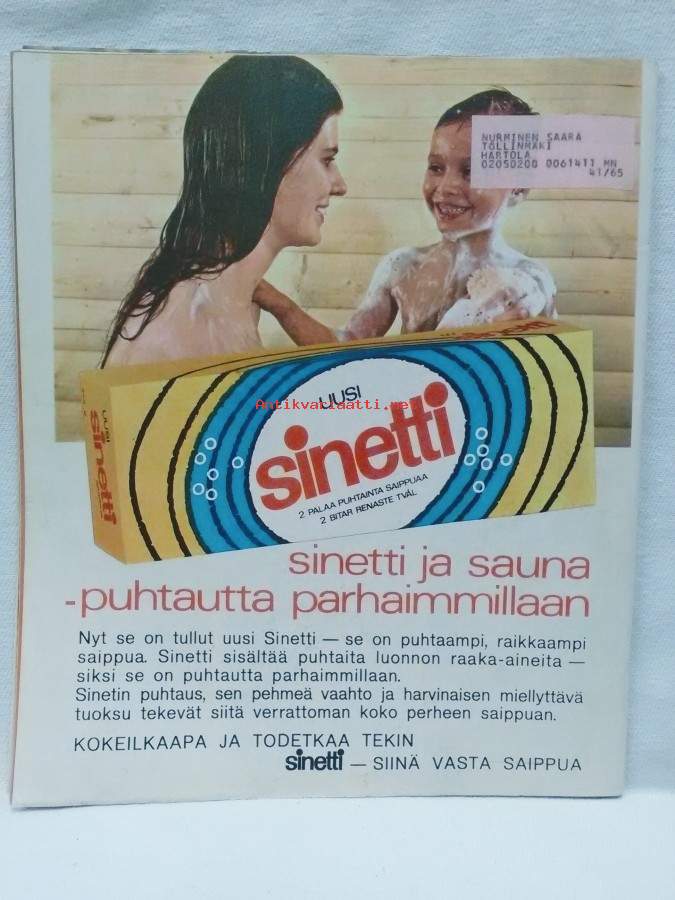 NURMINEN SAARA
TÖLLINMÄKI
HARTOLA
02050200 0061411 MN
41/65
Antikvariaatti.net
UUSI
sinetti
2 PALAA PUHTAINTA SAIPPUAA
2 BITAR RENASTE TVÅL
UUSI
sinetti
sinetti ja sauna
-puhtautta parhaimmillaan
Nyt se on tullut uusi Sinetti — se on puhtaampi, raikkaampi
saippua. Sinetti sisältää puhtaita luonnon raaka-aineita —
siksi se on puhtautta parhaimmillaan.
Sinetin puhtaus, sen pehmeä vaahto ja harvinaisen miellyttävä
tuoksu tekevät siitä verrattoman koko perheen saippuan.
KOKEILKAAPA JA TODETKAA TEKIN
sinetti — SIINÄ VASTA SAIPPUA